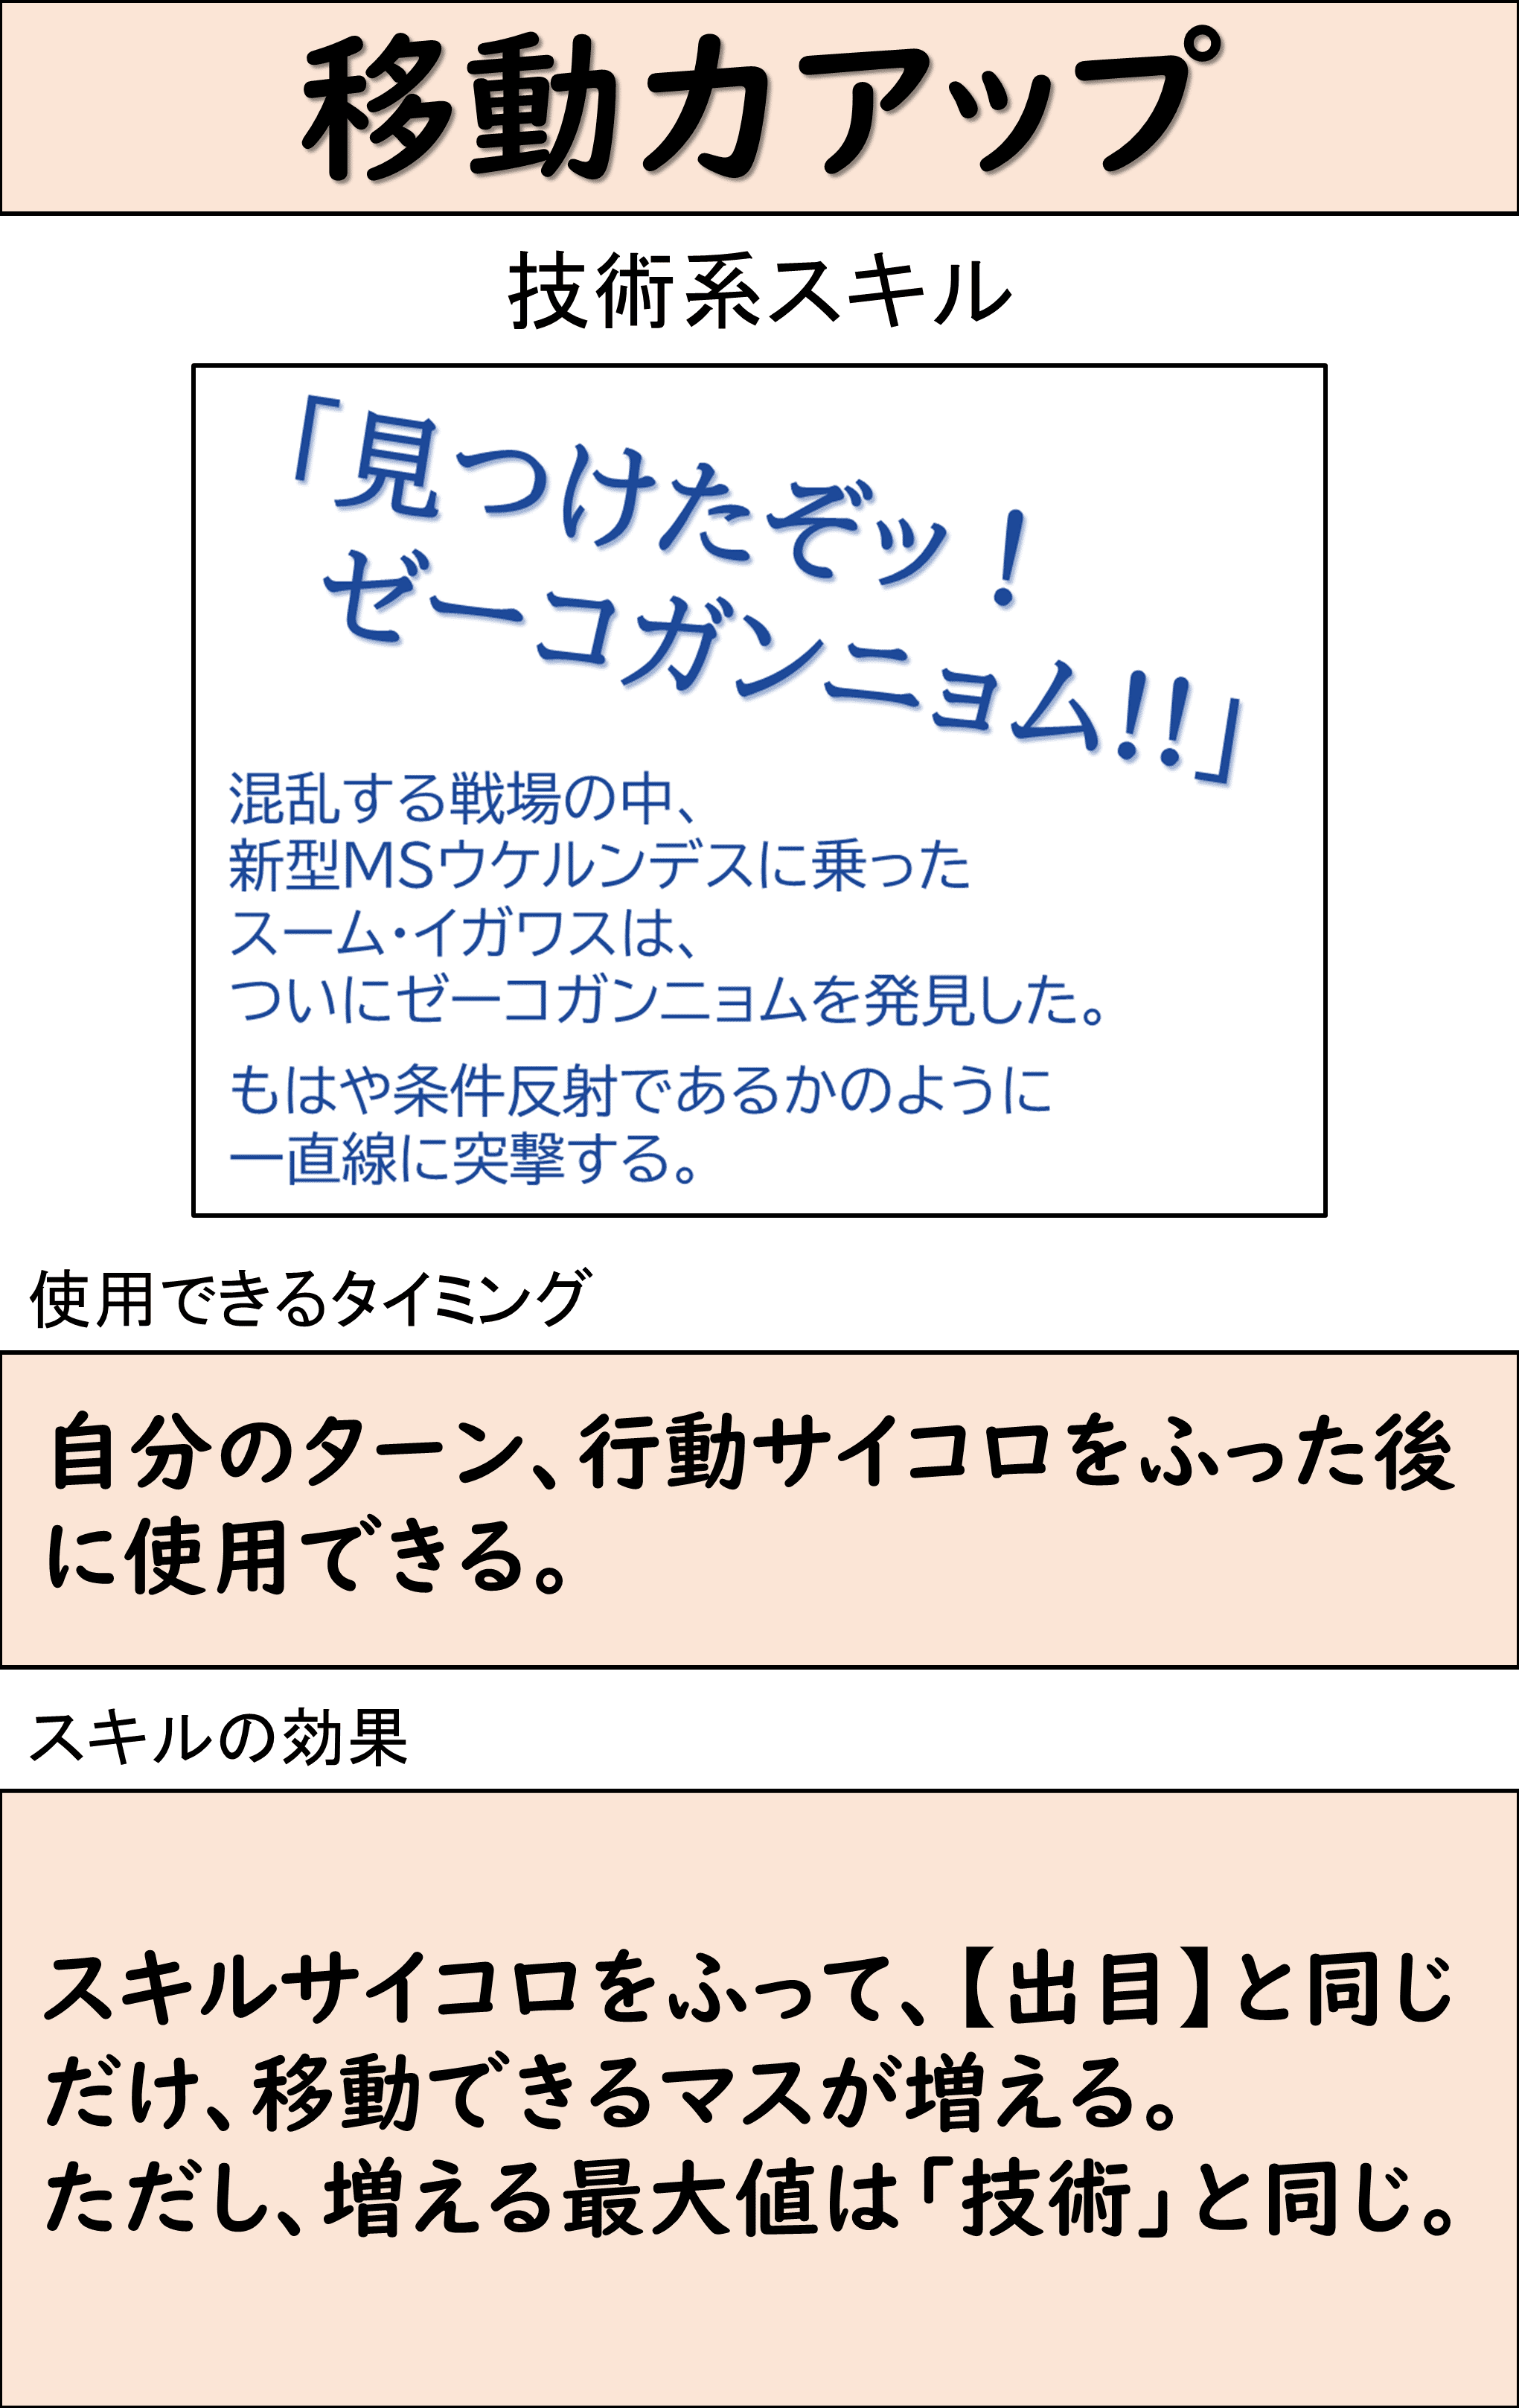 移動力アップ
技術系スキル
「見つけたぞッ！
ゼーコガンニョム!!」
混乱する戦場の中、
新型MSウケルンデスに乗った
スーム・イガワスは、
ついにゼーコガンニョムを発見した。
もはや条件反射であるかのように
一直線に突撃する。
使用できるタイミング
自分のターン、行動サイコロをふった後
に使用できる。
スキルの効果
スキルサイコロをふって、【出目】と同じ
だけ、移動できるマスが増える。
ただし、増える最大値は「技術」と同じ。